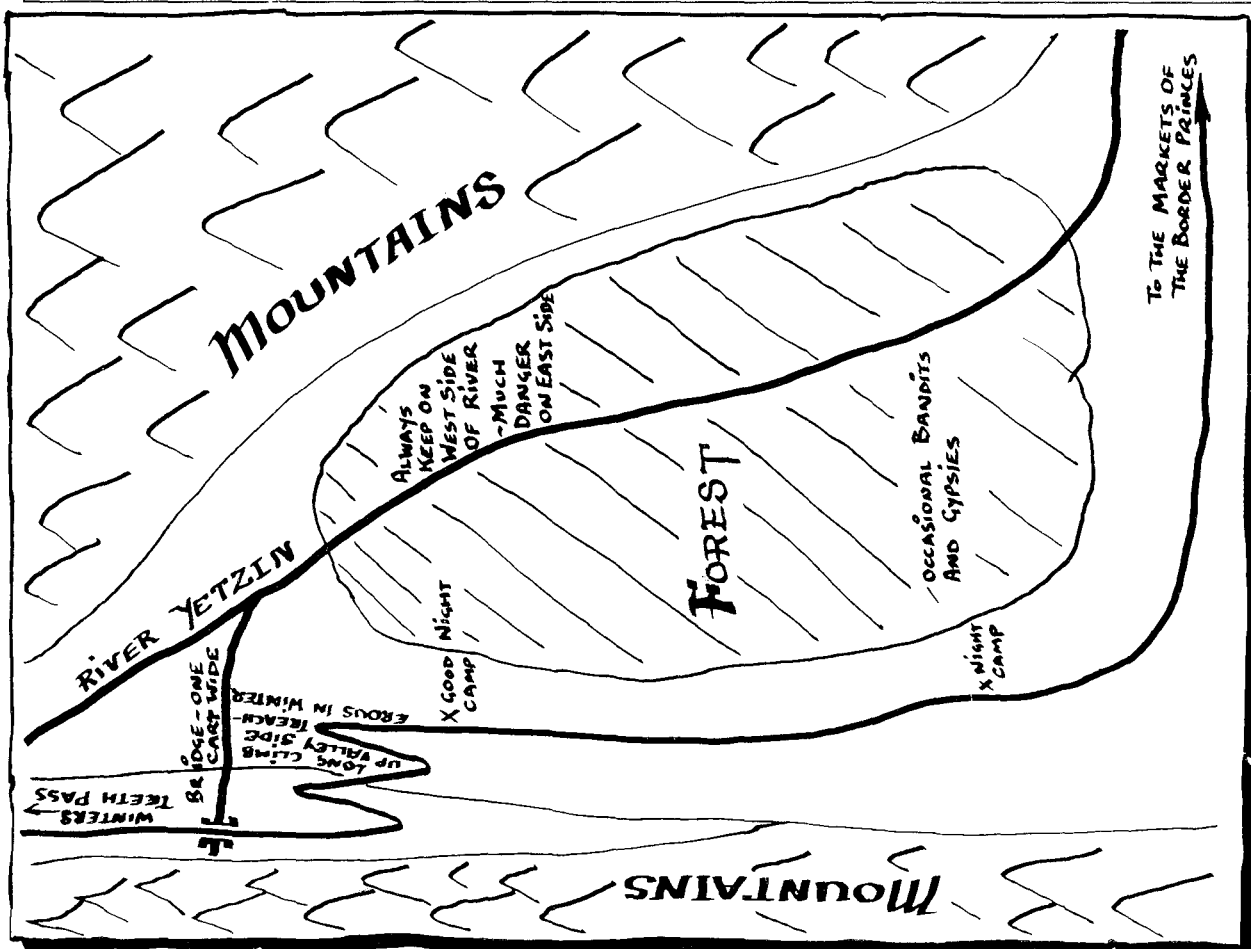 MOUNTAINS
RIVER YETZIN
ALWAYS
KEEP ON
WEST SIDE
OF RIVER
~MUCH
DANGER
ON EAST SIDE
BRIDGE-ONE
CART WIDE
WINTERS
TEETH PASS
LONG CLIMB
UP VALLEY SIDE
TREACH-
EROUS IN WINTER
X GOOD NIGHT
CAMP
FOREST
OCCASIONAL BANDITS
AND GYPSIES
X NIGHT
CAMP
TO THE MARKETS OF
THE BORDER PRINCES
MOUNTAINS